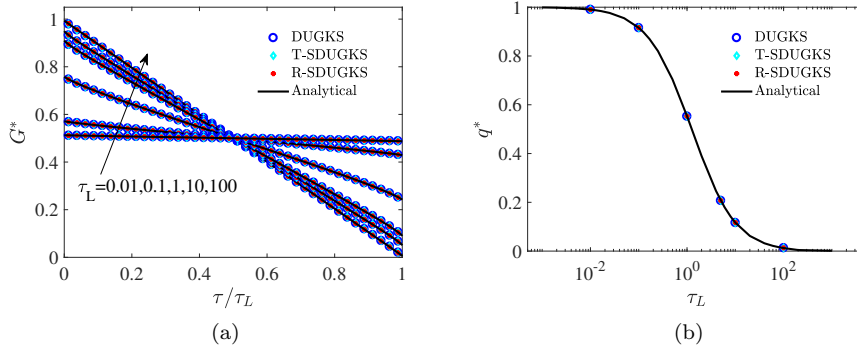 1
0.8
0.6
0.4
0.2
0
G*
DUGKS
T-SDUGKS
R-SDUGKS
Analytical
τL=0.01,0.1,1,10,100
0 0.2 0.4 0.6 0.8 1
τ/τL
(a)
1
0.8
0.6
0.4
0.2
0
q*
DUGKS
T-SDUGKS
R-SDUGKS
Analytical
10⁻² 10⁰ 10²
τL
(b)